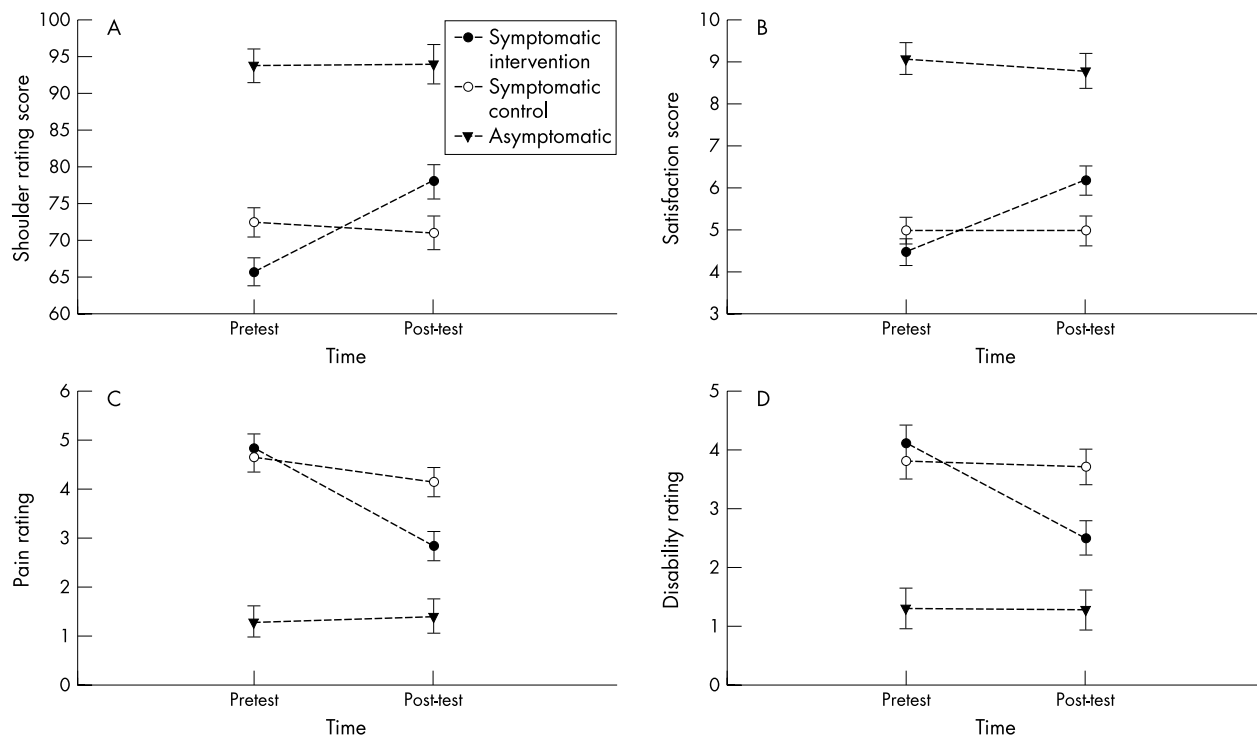 A
Shoulder rating score
100
95
90
85
80
75
70
65
60
Pretest
Post-test
Time
Symptomatic
intervention
Symptomatic
control
Asymptomatic
B
Satisfaction score
10
9
8
7
6
5
4
3
Pretest
Post-test
Time
C
Pain rating
6
5
4
3
2
1
0
Pretest
Post-test
Time
D
Disability rating
5
4
3
2
1
0
Pretest
Post-test
Time